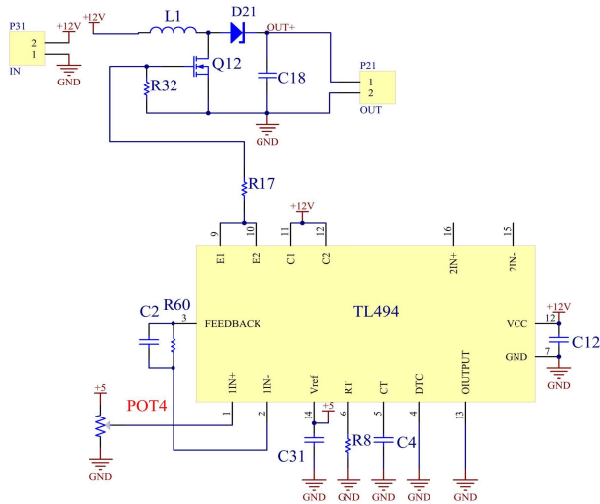 P31
+12V
+12V
L1
D21
OUT+
2
1
IN
GND
Q12
R32
C18
P21
1
2
OUT
GND
R17
+12V
9
10
11
12
16
15
E1
E2
C1
C2
2IN+
2IN-
TL494
C2
R60
3
FEEDBACK
VCC
12
+12V
C12
GND
7
GND
+5
POT4
1IN+
1IN-
Vref
RT
CT
DTC
OIUTPUT
1
2
14
+5
6
5
4
13
C31
R8
C4
GND
GND
GND
GND
GND
GND